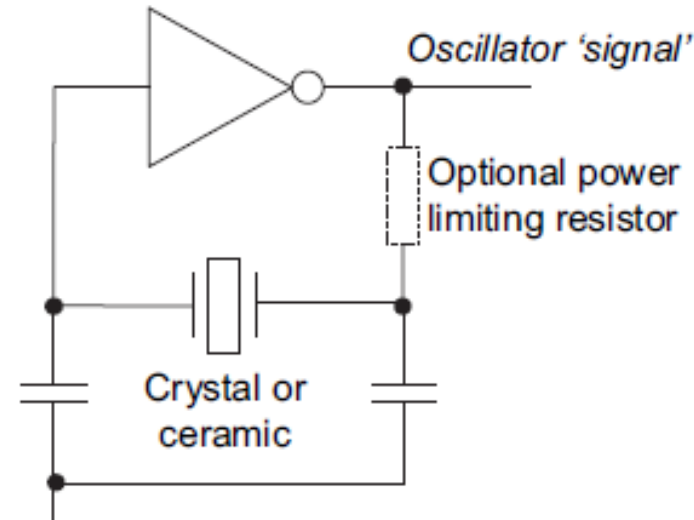 Oscillator ‘signal’
Optional power
limiting resistor
Crystal or
ceramic